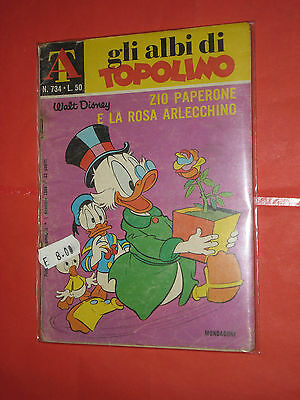 A
T
N. 734 • L. 50
gli albi di
TOPOLINO
Walt Disney
ZIO PAPERONE
E LA ROSA ARLECCHINO
E 8.00
MONDADORI